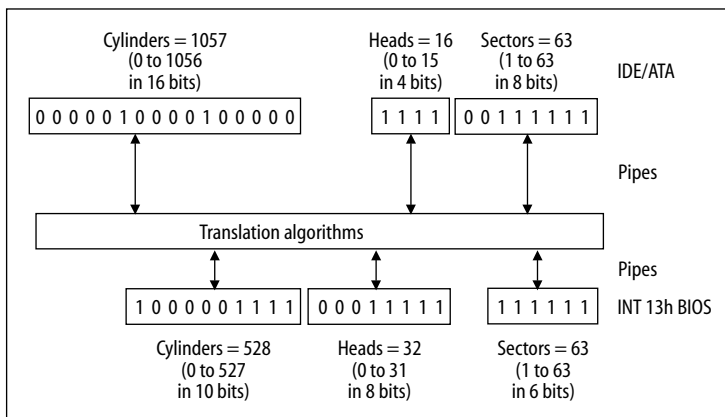 Cylinders = 1057
(0 to 1056
in 16 bits)
Heads = 16
(0 to 15
in 4 bits)
Sectors = 63
(1 to 63
in 8 bits)
IDE/ATA
0 0 0 0 0 1 0 0 0 0 1 0 0 0 0 0
1 1 1 1
0 0 1 1 1 1 1 1
Pipes
Translation algorithms
Pipes
1 0 0 0 0 0 1 1 1 1
0 0 0 1 1 1 1 1
1 1 1 1 1 1
INT 13h BIOS
Cylinders = 528
(0 to 527
in 10 bits)
Heads = 32
(0 to 31
in 8 bits)
Sectors = 63
(1 to 63
in 6 bits)